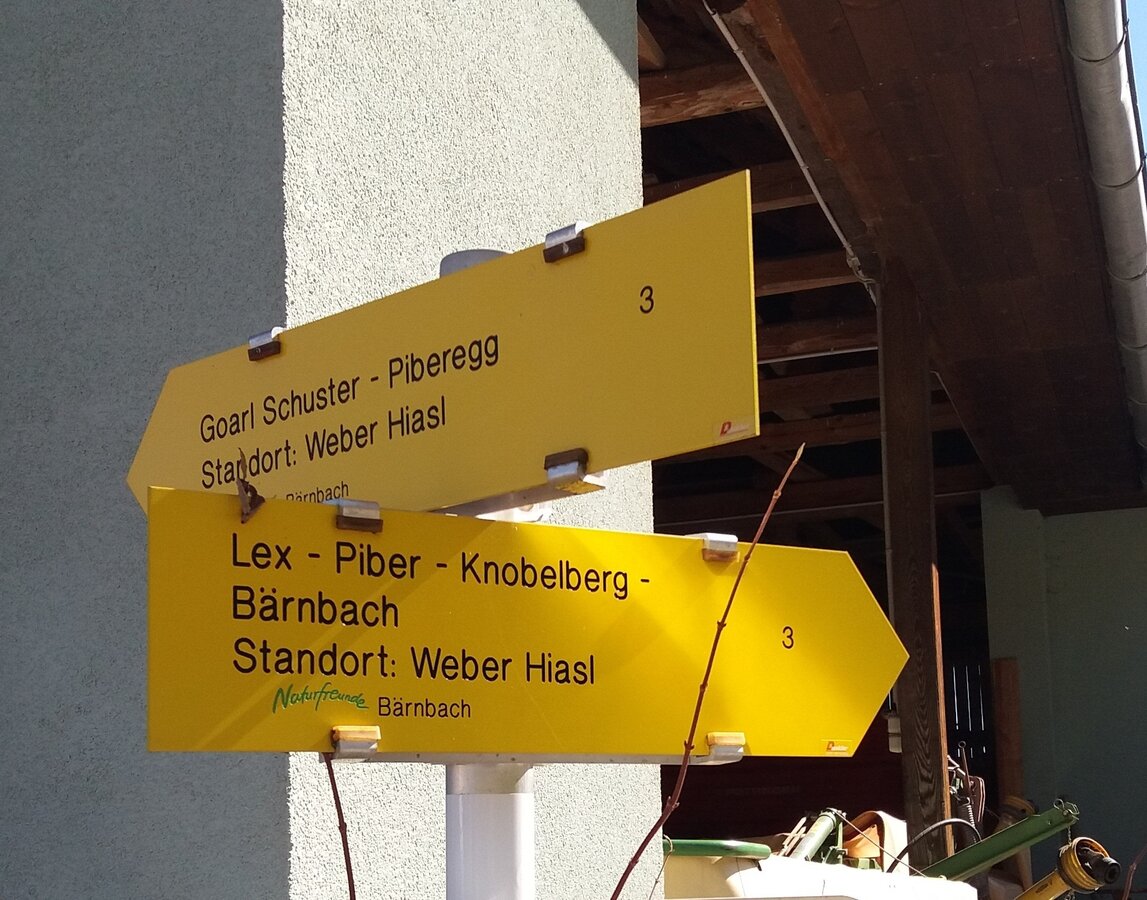 3
Goarl Schuster - Piberegg
Standort: Weber Hiasl
Bärnbach
Lex - Piber - Knobelberg -
Bärnbach
3
Standort: Weber Hiasl
Naturfreunde Bärnbach